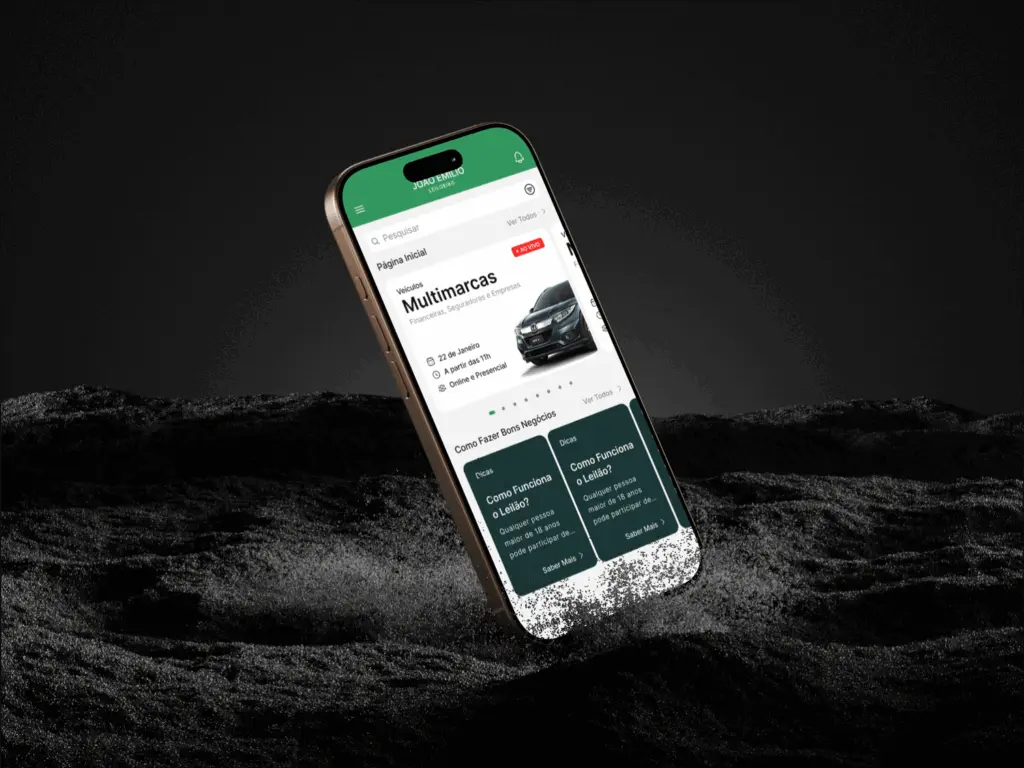 JOÃO EMILIO
LEILOEIRO
Pesquisar
Página Inicial
Ver Todos
Veículos
AO VIVO
Multimarcas
Financeiras, Seguradoras e Empresas
22 de Janeiro
A partir das 11h
Online e Presencial
Como Fazer Bons Negócios
Ver Todos
Dicas
Como Funciona
o Leilão?
Qualquer pessoa
maior de 18 anos
pode participar de...
Saber Mais
Dicas
Como Funciona
o Leilão?
Qualquer pessoa
maior de 18 anos
pode participar de...
Saber Mais